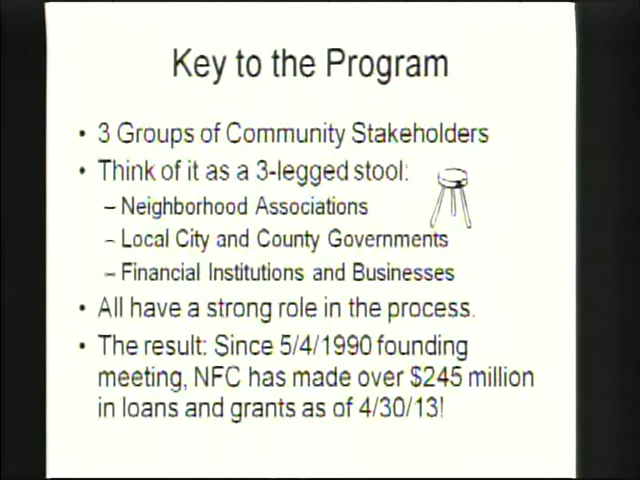 Key to the Program
• 3 Groups of Community Stakeholders
• Think of it as a 3-legged stool:
– Neighborhood Associations
– Local City and County Governments
– Financial Institutions and Businesses
• All have a strong role in the process.
• The result: Since 5/4/1990 founding
meeting, NFC has made over $245 million
in loans and grants as of 4/30/13!